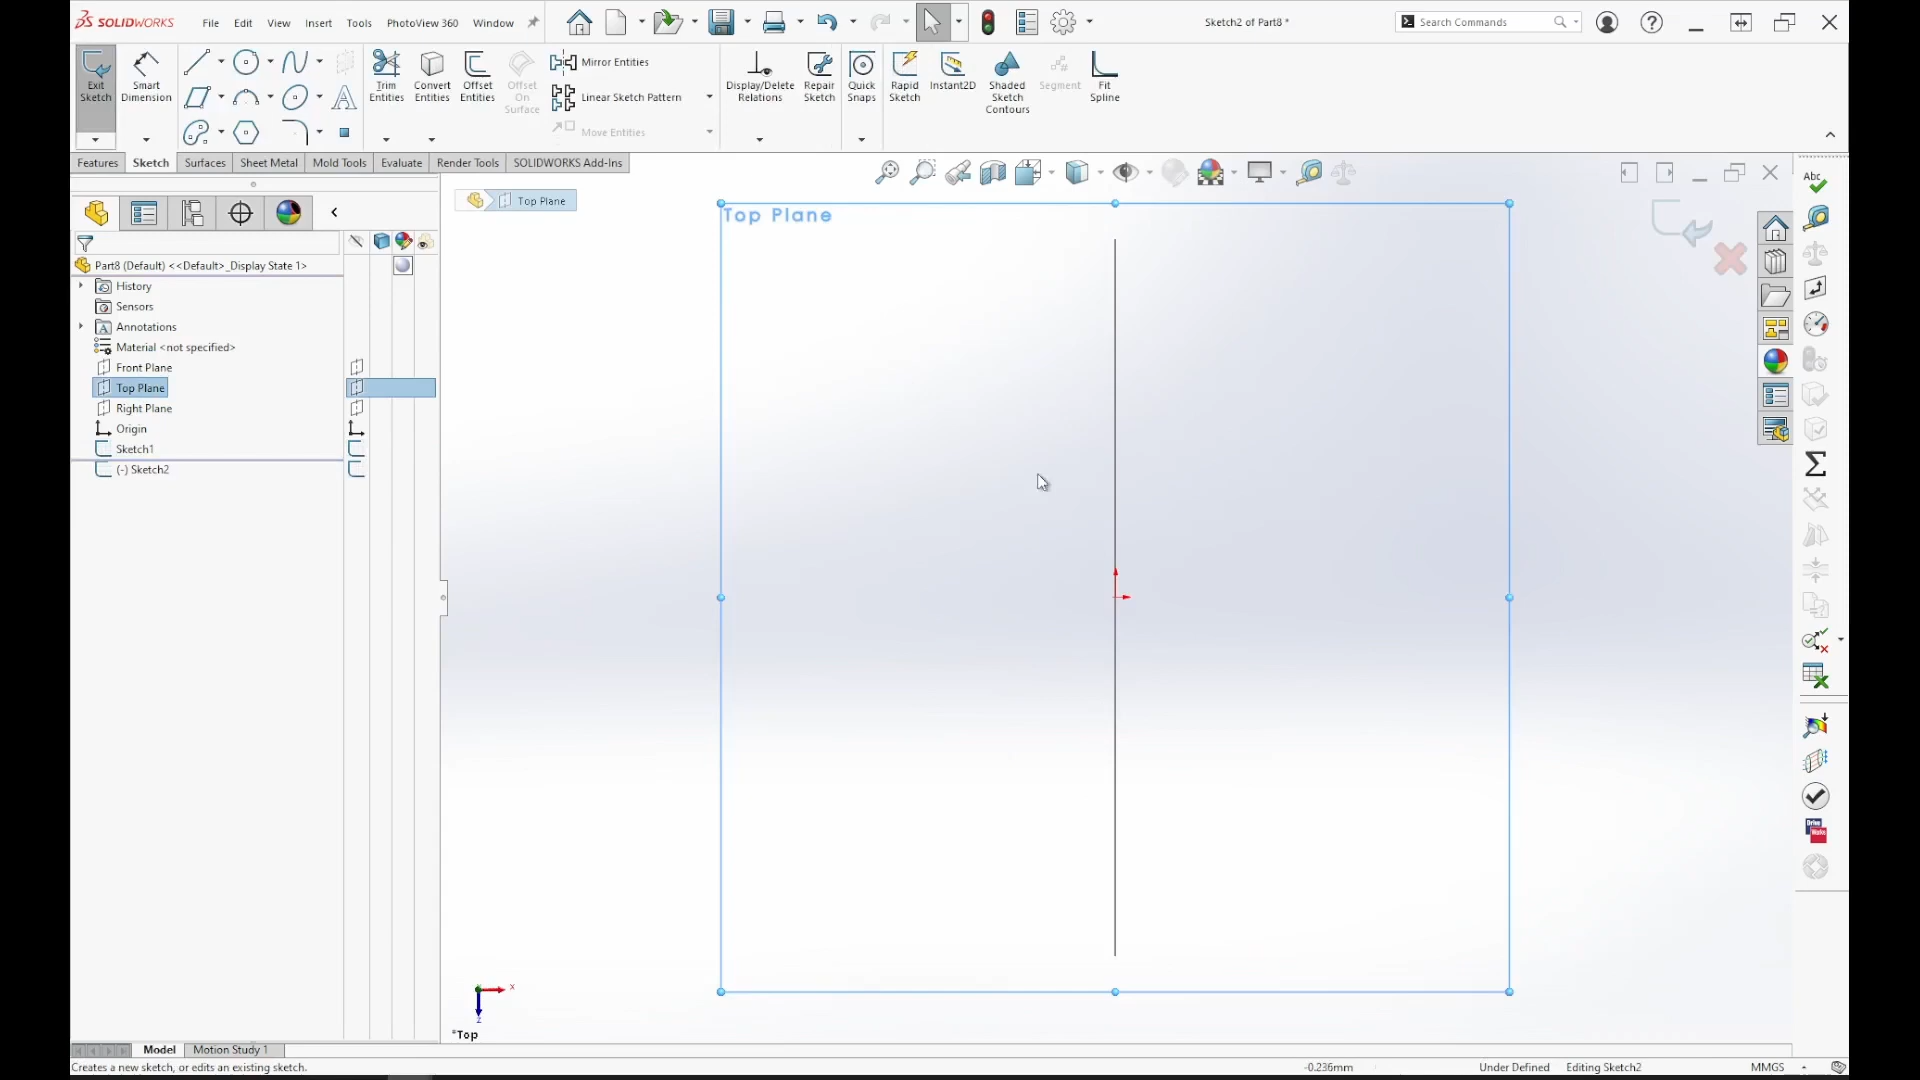 SOLIDWORKS
File Edit View Insert Tools PhotoView 360 Window
Sketch2 of Part8 *
Search Commands
Exit Sketch
Smart Dimension
Trim Entities
Convert Entities
Offset Entities
Offset On Surface
Mirror Entities
Linear Sketch Pattern
Move Entities
Display/Delete Relations
Repair Sketch
Quick Snaps
Rapid Sketch
Instant2D
Shaded Sketch Contours
Segment
Fit Spline
Features Sketch Surfaces Sheet Metal Mold Tools Evaluate Render Tools SOLIDWORKS Add-Ins
Abc
Top Plane
Top Plane
Part8 (Default) <<Default>_Display State 1>
History
Sensors
Annotations
Material <not specified>
Front Plane
Top Plane
Right Plane
Origin
Sketch1
(-) Sketch2
x
z
*Top
Model Motion Study 1
Creates a new sketch, or edits an existing sketch.
-0.236mm Under Defined Editing Sketch2 MMGS